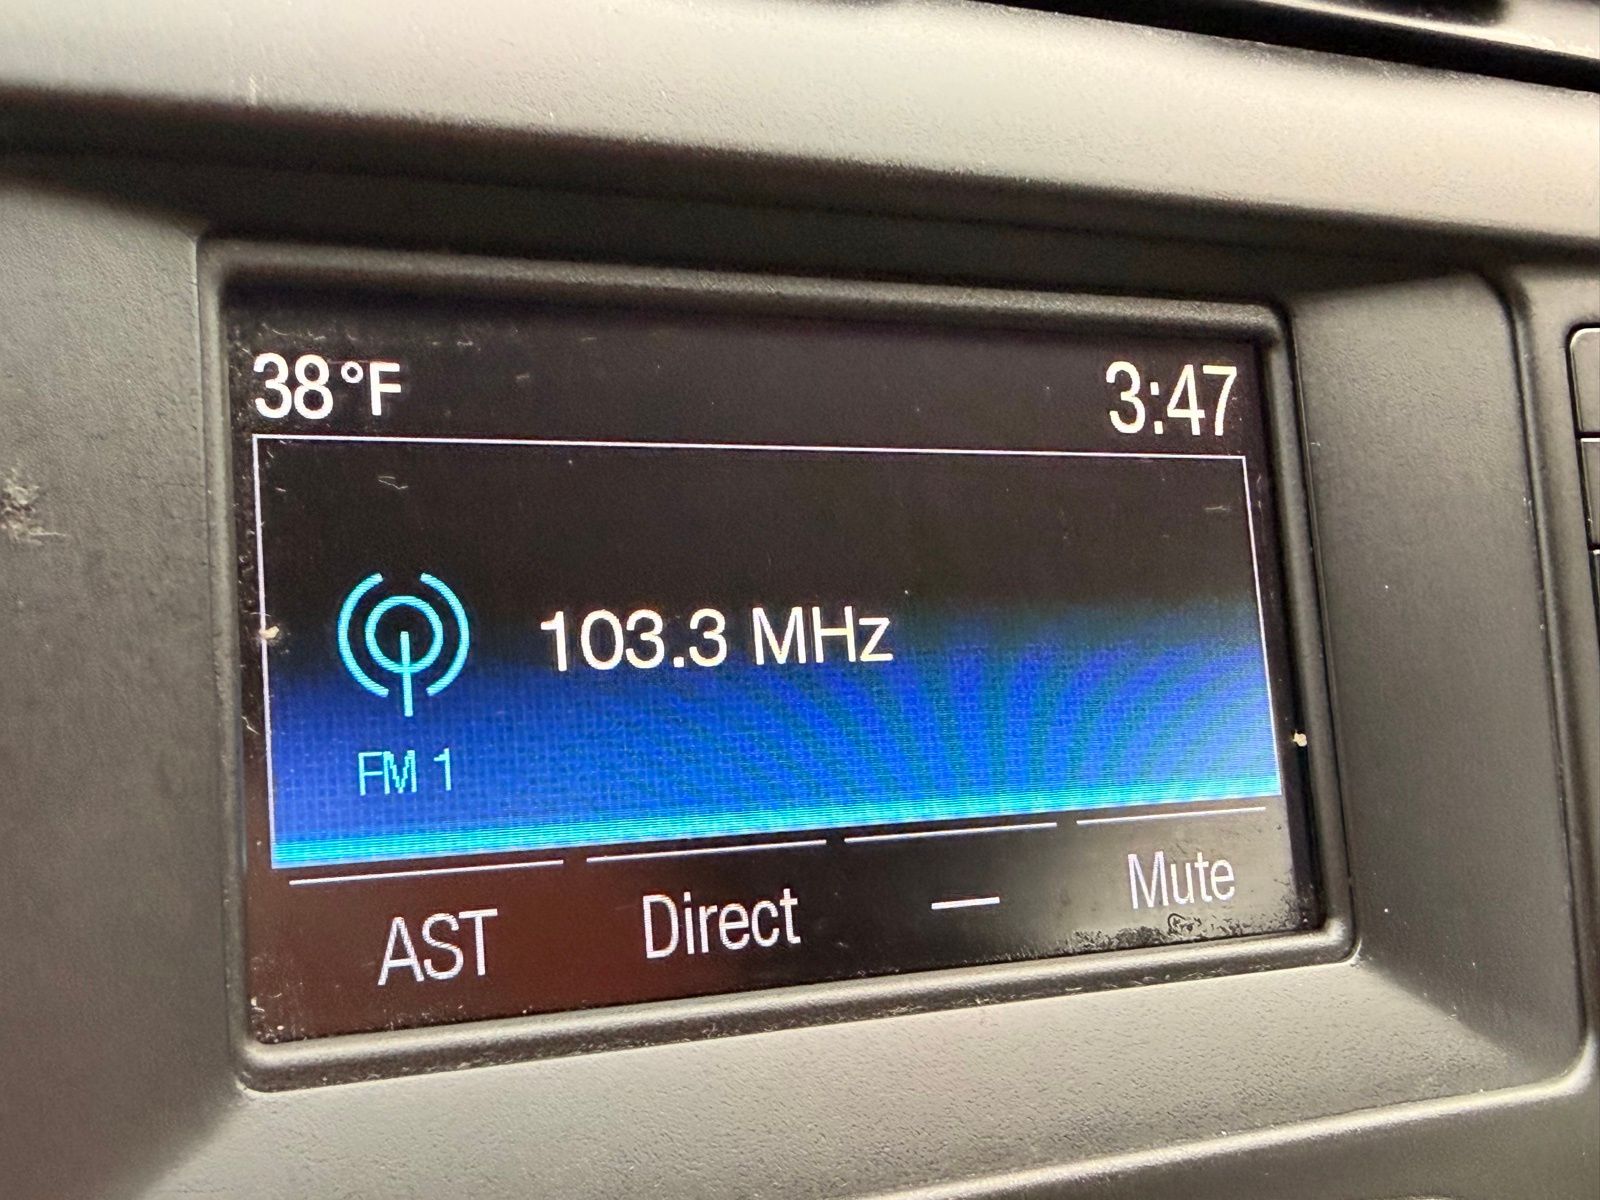 38°F 3:47
103.3 MHz
FM 1
AST Direct — Mute